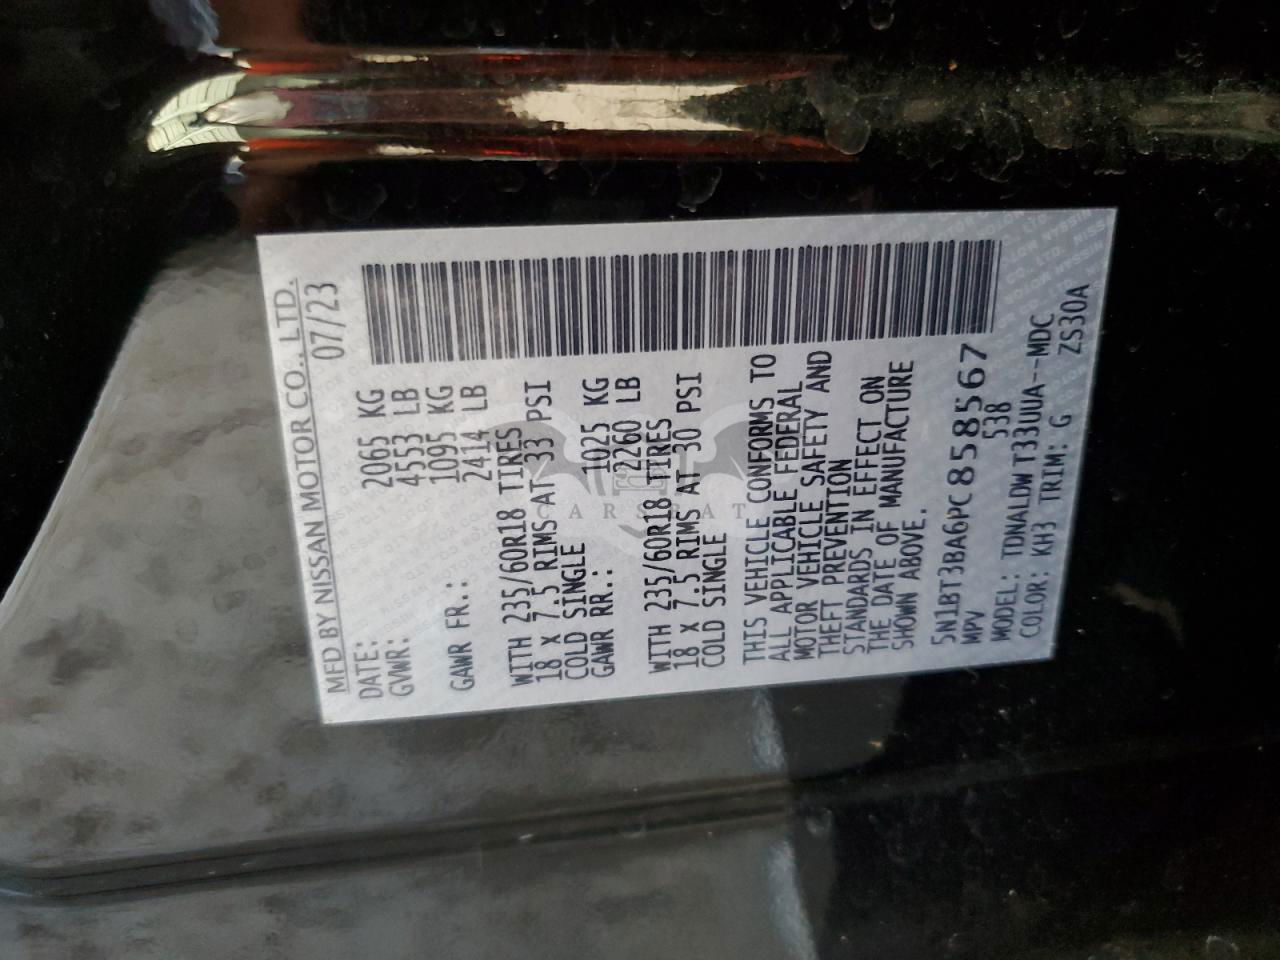 MFD BY NISSAN MOTOR CO., LTD.
DATE: 07/23
GVWR: 2065 KG
4553 LB
GAWR FR.: 1095 KG
2414 LB
WITH 235/60R18 TIRES
18 X 7.5 RIMS AT 33 PSI
COLD SINGLE
GAWR RR.: 1025 KG
2260 LB
WITH 235/60R18 TIRES
18 X 7.5 RIMS AT 30 PSI
COLD SINGLE
THIS VEHICLE CONFORMS TO
ALL APPLICABLE FEDERAL
MOTOR VEHICLE SAFETY AND
THEFT PREVENTION
STANDARDS IN EFFECT ON
THE DATE OF MANUFACTURE
SHOWN ABOVE.
5N1BT3BA6PC858567
MPV 538
MODEL: TDNALDWT33UUA--MDC
COLOR: KH3 TRIM: G ZS30A
CARSBAT